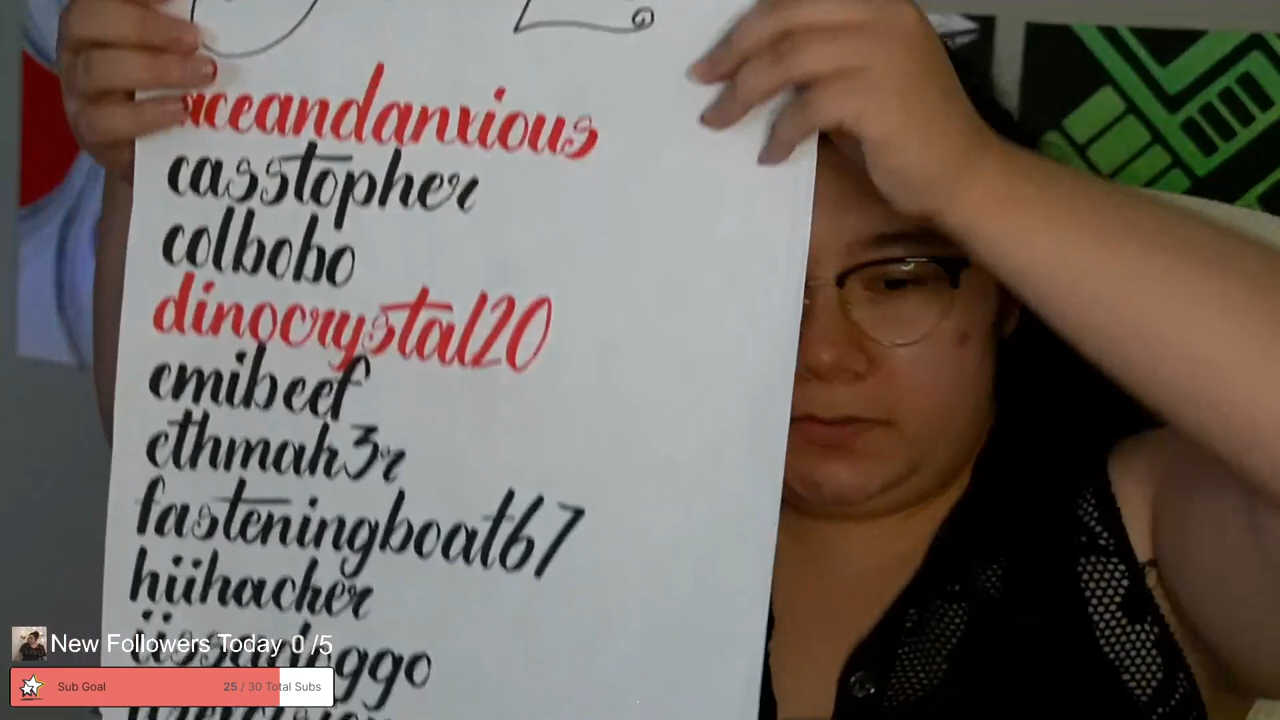 aceandanxious
casstopher
colbobo
dinocrystal20
emibeef
ethmah3r
fasteningboat67
hiihacker
New Followers Today 0 /5
Sub Goal
25 / 30 Total Subs